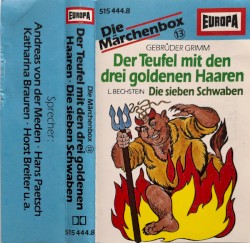 515 444.8
Sprecher:
Andreas von der Meden · Hans Paetsch
Katharina Brauren · Horst Breiter u. a.
EUROPA
Die Märchenbox 13
Der Teufel mit den drei goldenen
Haaren · Die sieben Schwaben
515 444.8
EUROPA
Die
Märchenbox
13
EUROPA
GEBRÜDER GRIMM
Der Teufel mit den
drei goldenen Haaren
L. BECHSTEIN Die sieben Schwaben